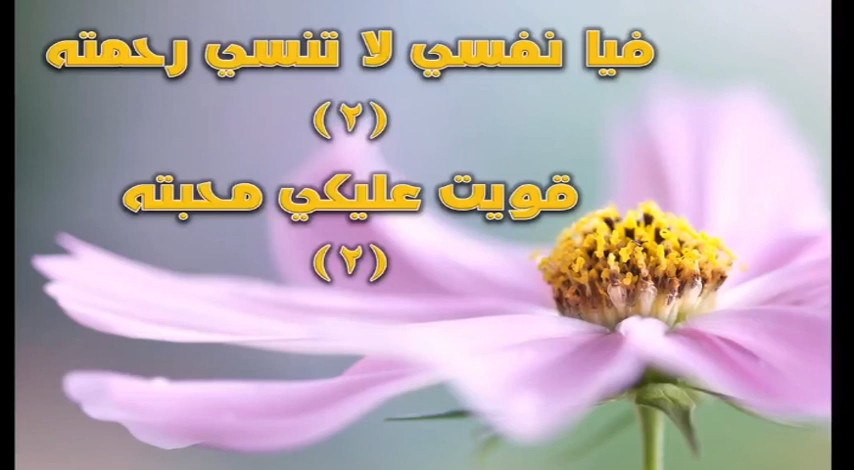 فيا نفسي لا تنسي رحمته
(٢)
قويت عليكي محبته
(٢)